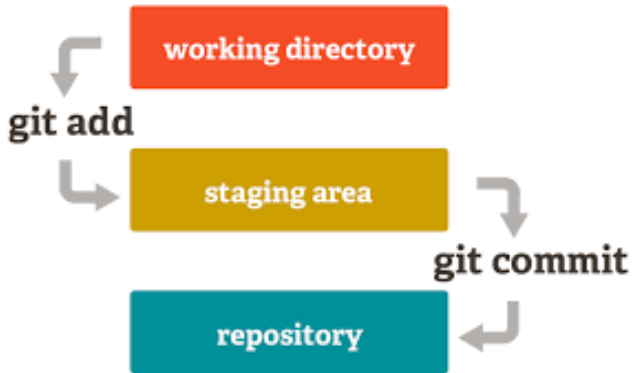 working directory
git add
staging area
git commit
repository